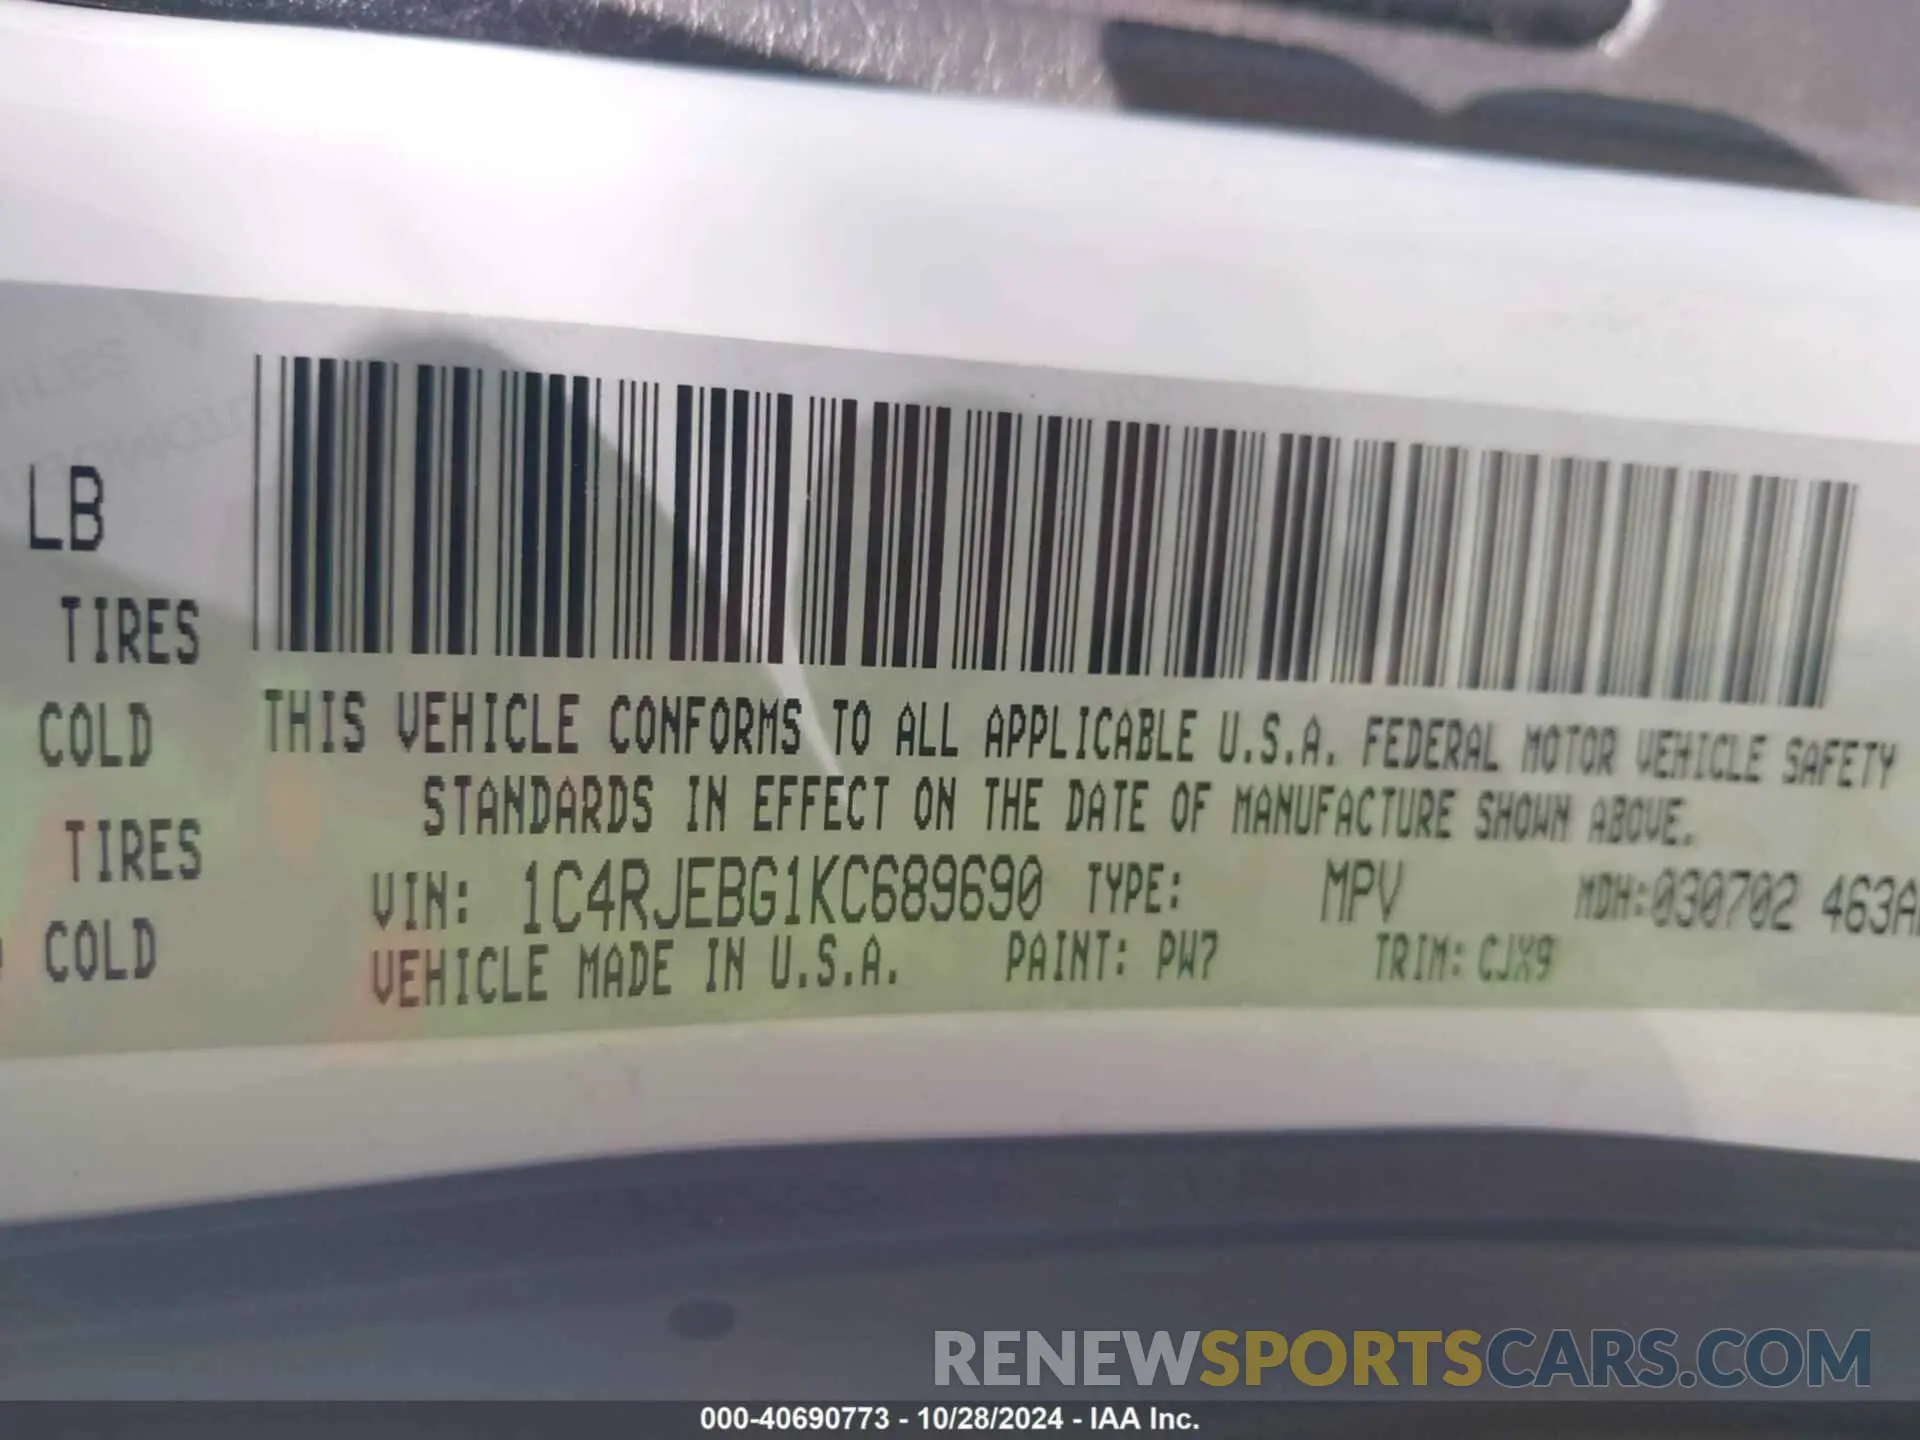 LB
TIRES
COLD
TIRES
COLD
THIS VEHICLE CONFORMS TO ALL APPLICABLE U.S.A. FEDERAL MOTOR VEHICLE SAFETY
STANDARDS IN EFFECT ON THE DATE OF MANUFACTURE SHOWN ABOVE.
VIN: 1C4RJEBG1KC689690 TYPE: MPV MDH:030702 463A
VEHICLE MADE IN U.S.A. PAINT: PW7 TRIM: CJX9
RENEWSPORTSCARS.COM
000-40690773 - 10/28/2024 - IAA Inc.